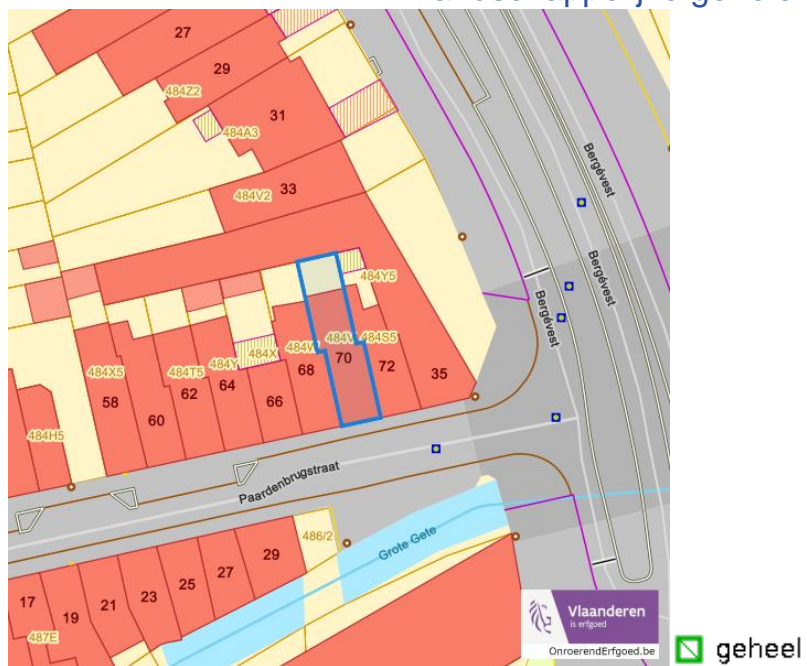 27
29
484Z2
31
484A3
33
484V2
Bergévest
Bergévest
Bergévest
484Y5
484X5
484T5
484Y
484X
484W
484V
484S5
58
60
62
64
66
68
70
72
35
484H5
Paardenbrugstraat
486/2
Grote Gete
17
19
21
23
25
27
29
487E
Vlaanderen
is erfgoed
OnroerendErfgoed.be
geheel